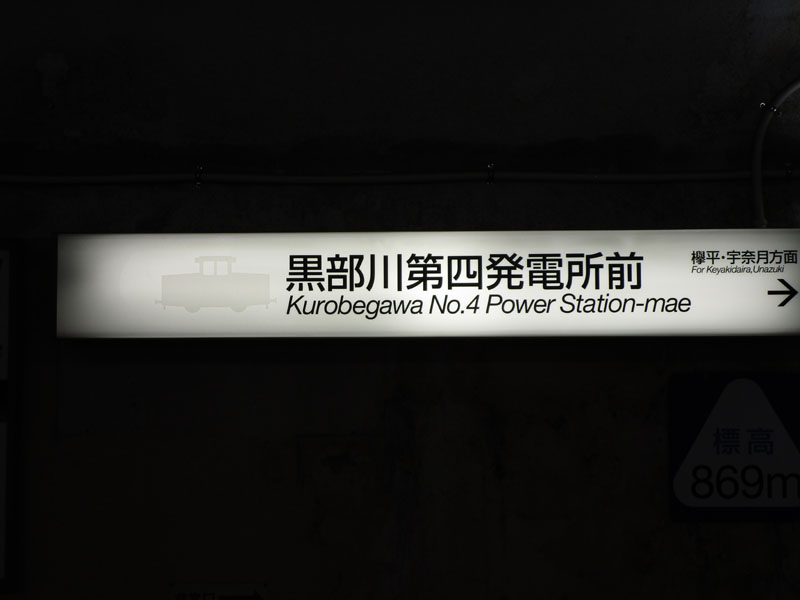 黒部川第四発電所前
Kurobegawa No.4 Power Station-mae
欅平・宇奈月方面
For Keyakidaira,Unazuki
→
標高
869m